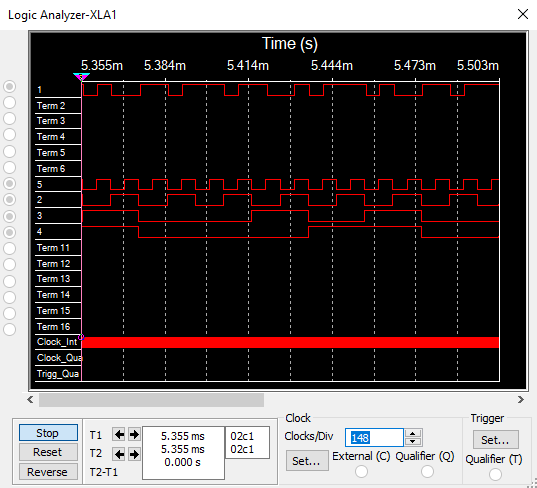 Logic Analyzer-XLA1
Time (s)
5.355m 5.384m 5.414m 5.444m 5.473m 5.503m
1
Term 2
Term 3
Term 4
Term 5
Term 6
5
2
3
4
Term 11
Term 12
Term 13
Term 14
Term 15
Term 16
Clock_Int
Clock_Qua
Trigg_Qua
Stop
Reset
Reverse
T1 5.355 ms 02c1
T2 5.355 ms 02c1
T2-T1 0.000 s
Clock
Clocks/Div 148
Set... External (C) Qualifier (Q)
Trigger
Set...
Qualifier (T)